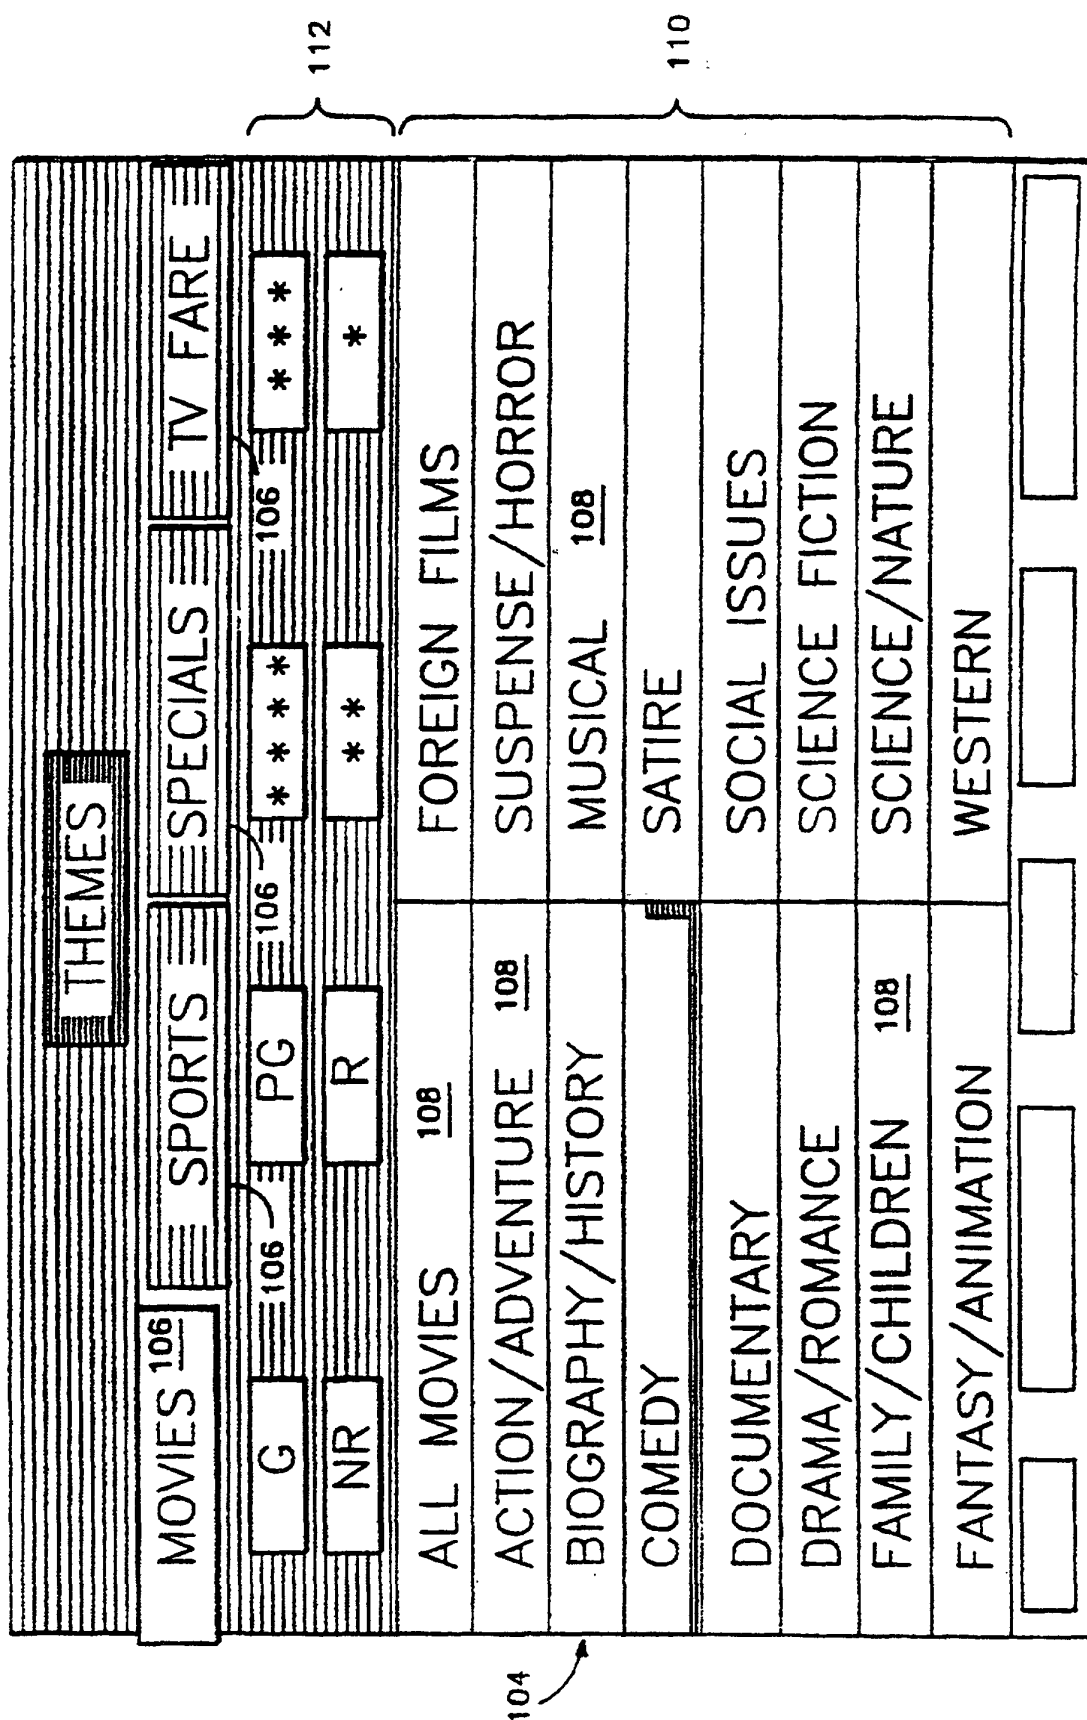 THEMES
MOVIES 106 SPORTS SPECIALS TV FARE
106 106 106
G PG **** ***
NR R ** *
112
ALL MOVIES 108 FOREIGN FILMS
ACTION/ADVENTURE 108 SUSPENSE/HORROR
BIOGRAPHY/HISTORY MUSICAL 108
COMEDY SATIRE
DOCUMENTARY SOCIAL ISSUES
DRAMA/ROMANCE SCIENCE FICTION
FAMILY/CHILDREN 108 SCIENCE/NATURE
FANTASY/ANIMATION WESTERN
110
104